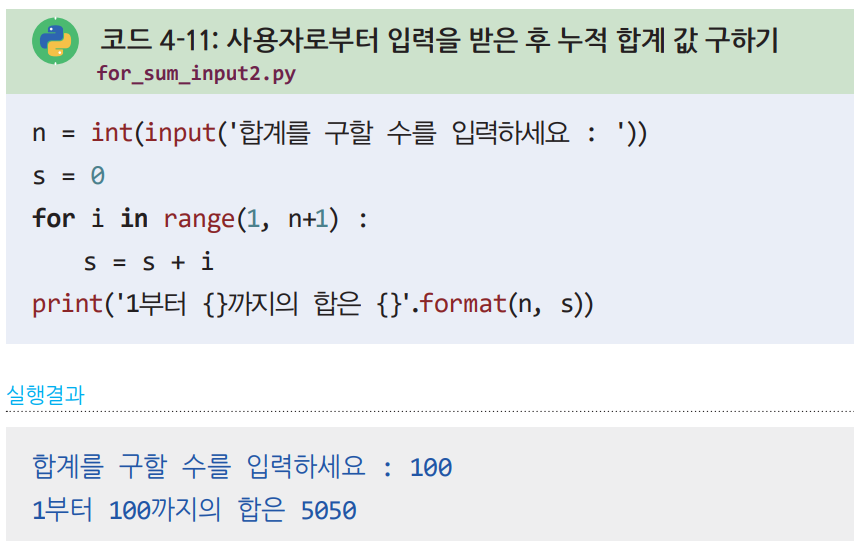 코드 4-11: 사용자로부터 입력을 받은 후 누적 합계 값 구하기
for_sum_input2.py
n = int(input('합계를 구할 수를 입력하세요 : '))
s = 0
for i in range(1, n+1) :
    s = s + i
print('1부터 {}까지의 합은 {}'.format(n, s))
실행결과
합계를 구할 수를 입력하세요 : 100
1부터 100까지의 합은 5050